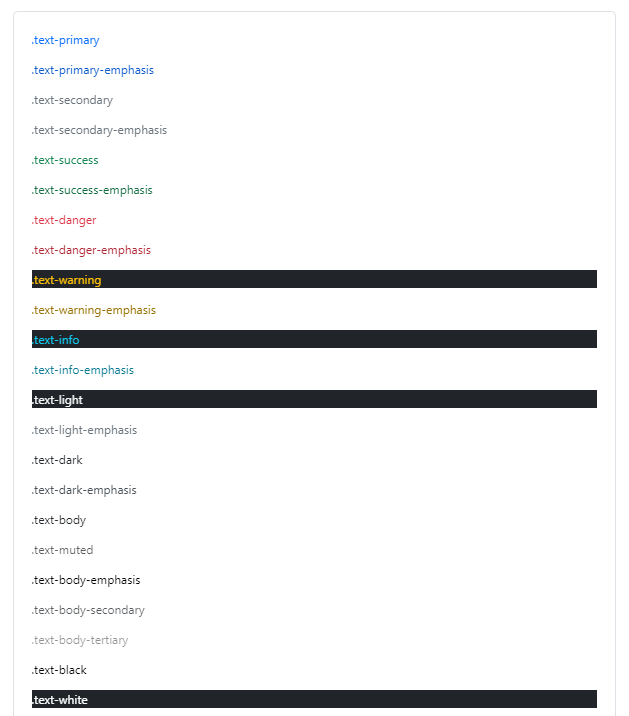 .text-primary
.text-primary-emphasis
.text-secondary
.text-secondary-emphasis
.text-success
.text-success-emphasis
.text-danger
.text-danger-emphasis
.text-warning
.text-warning-emphasis
.text-info
.text-info-emphasis
.text-light
.text-light-emphasis
.text-dark
.text-dark-emphasis
.text-body
.text-muted
.text-body-emphasis
.text-body-secondary
.text-body-tertiary
.text-black
.text-white